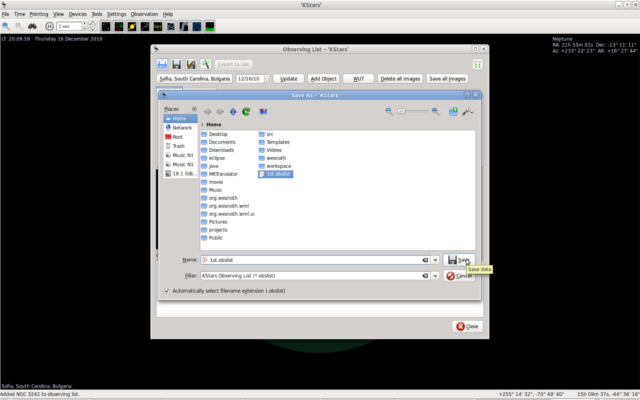 'KStars'
File Time Pointing View Devices Tools Settings Observation Help
1 sec
LT: 20:09:59 Thursday 16 December 2010
Neptune
RA: 21h 55m 01s Dec: -13° 11' 11"
Az: +233° 22' 23" Alt: +16° 27' 44"
Observing List – 'KStars'
Export to OAL
Sofia, South Carolina, Bulgaria 12/16/10 Update Add Object WUT Delete all Images Save all Images
Save As – 'KStars'
Places
Home
Network
Root
Trash
Music N1
Music N1
18.1 GiB...
Home
Desktop
Documents
Downloads
eclipse
java
MKTranslator
movie
Music
org.wesnoth
org.wesnoth.wml
org.wesnoth.wml.ui
Pictures
projects
Public
src
Templates
Videos
wesnoth
workspace
1st.obslist
Name: 1st.obslist Save
Save data
Filter: KStars Observing List (*.obslist) Cancel
Automatically select filename extension (.obslist)
Close
Sofia, South Carolina, Bulgaria
Added NGC 3242 to observing list.
+255° 14' 32", -70° 49' 40" 15h 09m 37s, -44° 36' 16"